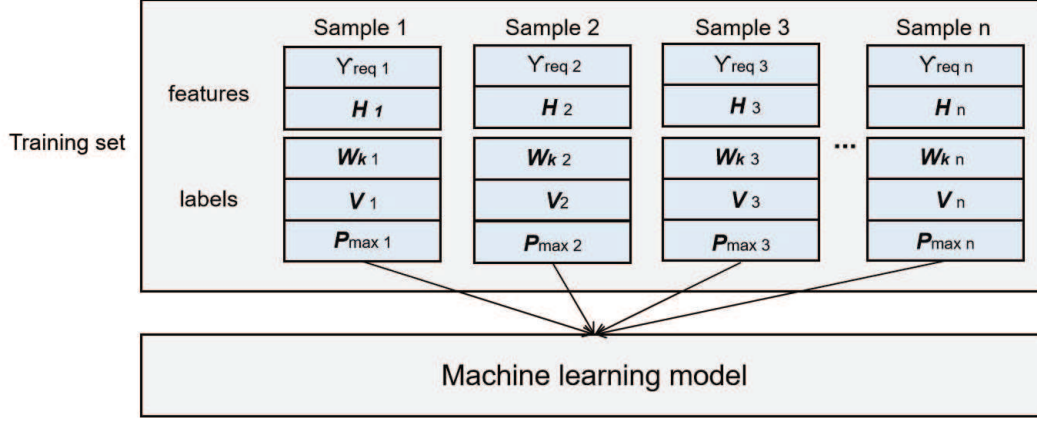 Sample 1 Sample 2 Sample 3 Sample n
ϒreq 1 ϒreq 2 ϒreq 3 ϒreq n
features
H 1 H 2 H 3 H n
Training set
Wk 1 Wk 2 Wk 3 ... Wk n
labels
V 1 V2 V 3 V n
Pmax 1 Pmax 2 Pmax 3 Pmax n
Machine learning model